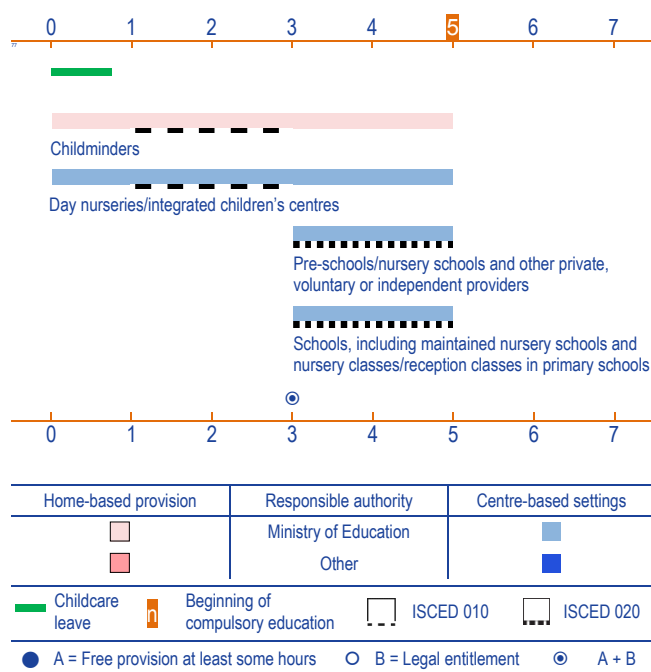 0 1 2 3 4 5 6 7
Childminders
Day nurseries/integrated children's centres
Pre-schools/nursery schools and other private,
voluntary or independent providers
Schools, including maintained nursery schools and
nursery classes/reception classes in primary schools
0 1 2 3 4 5 6 7
Home-based provision Responsible authority Centre-based settings
Ministry of Education
Other
Childcare
leave
n
Beginning of
compulsory education
ISCED 010
ISCED 020
A = Free provision at least some hours B = Legal entitlement A + B